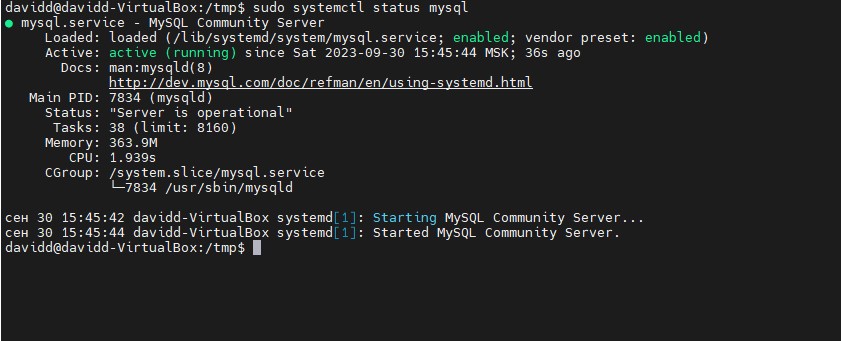 davidd@davidd-VirtualBox:/tmp$ sudo systemctl status mysql
● mysql.service - MySQL Community Server
Loaded: loaded (/lib/systemd/system/mysql.service; enabled; vendor preset: enabled)
Active: active (running) since Sat 2023-09-30 15:45:44 MSK; 36s ago
Docs: man:mysqld(8)
http://dev.mysql.com/doc/refman/en/using-systemd.html
Main PID: 7834 (mysqld)
Status: "Server is operational"
Tasks: 38 (limit: 8160)
Memory: 363.9M
CPU: 1.939s
CGroup: /system.slice/mysql.service
└─7834 /usr/sbin/mysqld
сен 30 15:45:42 davidd-VirtualBox systemd[1]: Starting MySQL Community Server...
сен 30 15:45:44 davidd-VirtualBox systemd[1]: Started MySQL Community Server.
davidd@davidd-VirtualBox:/tmp$